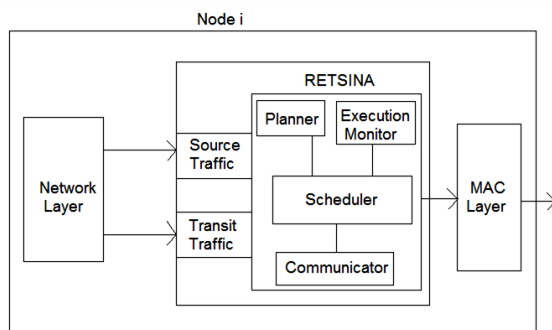 Node i
RETSINA
Planner
Execution
Monitor
Source
Traffic
Network
Layer
Scheduler
MAC
Layer
Transit
Traffic
Communicator